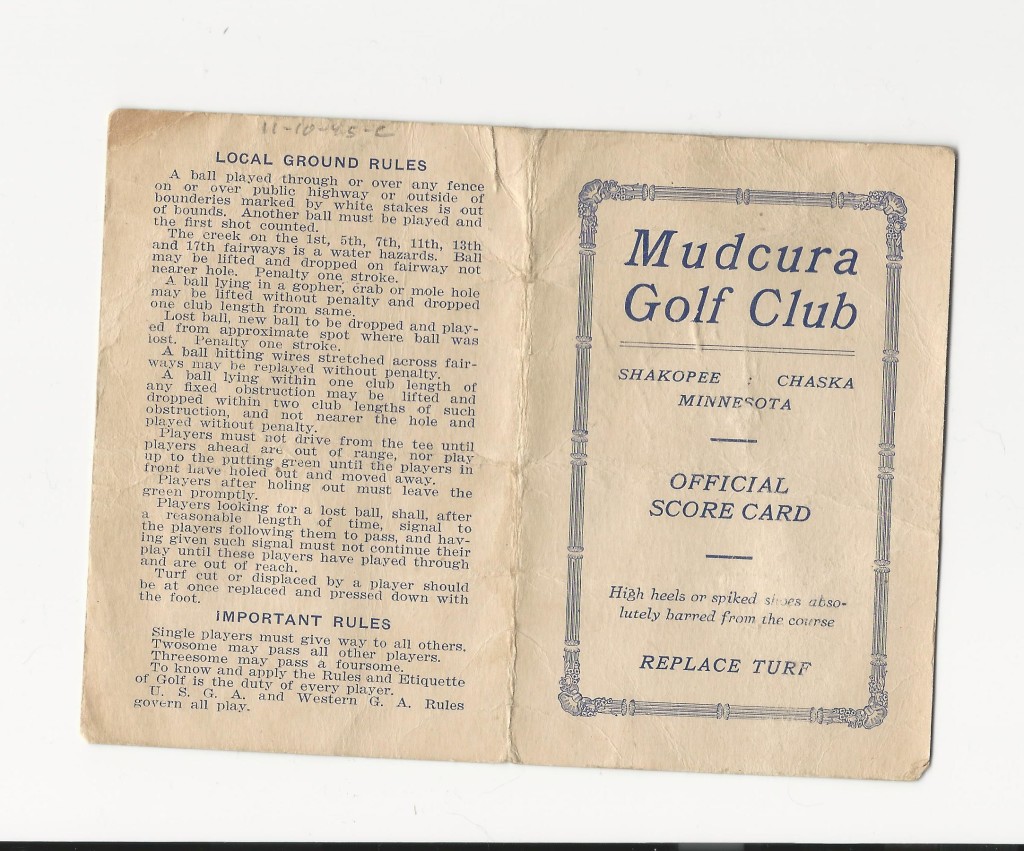 11-10-45-C
LOCAL GROUND RULES
A ball played through or over any fence
on or over public highway or outside of
bounderies marked by white stakes is out
of bounds. Another ball must be played and
the first shot counted.
The creek on the 1st, 5th, 7th, 11th, 13th
and 17th fairways is a water hazards. Ball
may be lifted and dropped on fairway not
nearer hole. Penalty one stroke.
A ball lying in a gopher, crab or mole hole
may be lifted without penalty and dropped
one club length from same.
Lost ball, new ball to be dropped and play-
ed from approximate spot where ball was
lost. Penalty one stroke.
A ball hitting wires stretched across fair-
ways may be replayed without penalty.
A ball lying within one club length of
any fixed obstruction may be lifted and
dropped within two club lengths of such
obstruction, and not nearer the hole and
played without penalty.
Players must not drive from the tee until
players ahead are out of range, nor play
up to the putting green until the players in
front have holed out and moved away.
Players after holing out must leave the
green promptly.
Players looking for a lost ball, shall, after
a reasonable length of time, signal to
the players following them to pass, and hav-
ing given such signal must not continue their
play until these players have played through
and are out of reach.
Turf cut or displaced by a player should
be at once replaced and pressed down with
the foot.
IMPORTANT RULES
Single players must give way to all others.
Twosome may pass all other players.
Threesome may pass a foursome.
To know and apply the Rules and Etiquette
of Golf is the duty of every player.
U. S. G. A. and Western G. A. Rules
govern all play.
Mudcura
Golf Club
SHAKOPEE : CHASKA
MINNESOTA
OFFICIAL
SCORE CARD
High heels or spiked shoes abso-
lutely barred from the course
REPLACE TURF